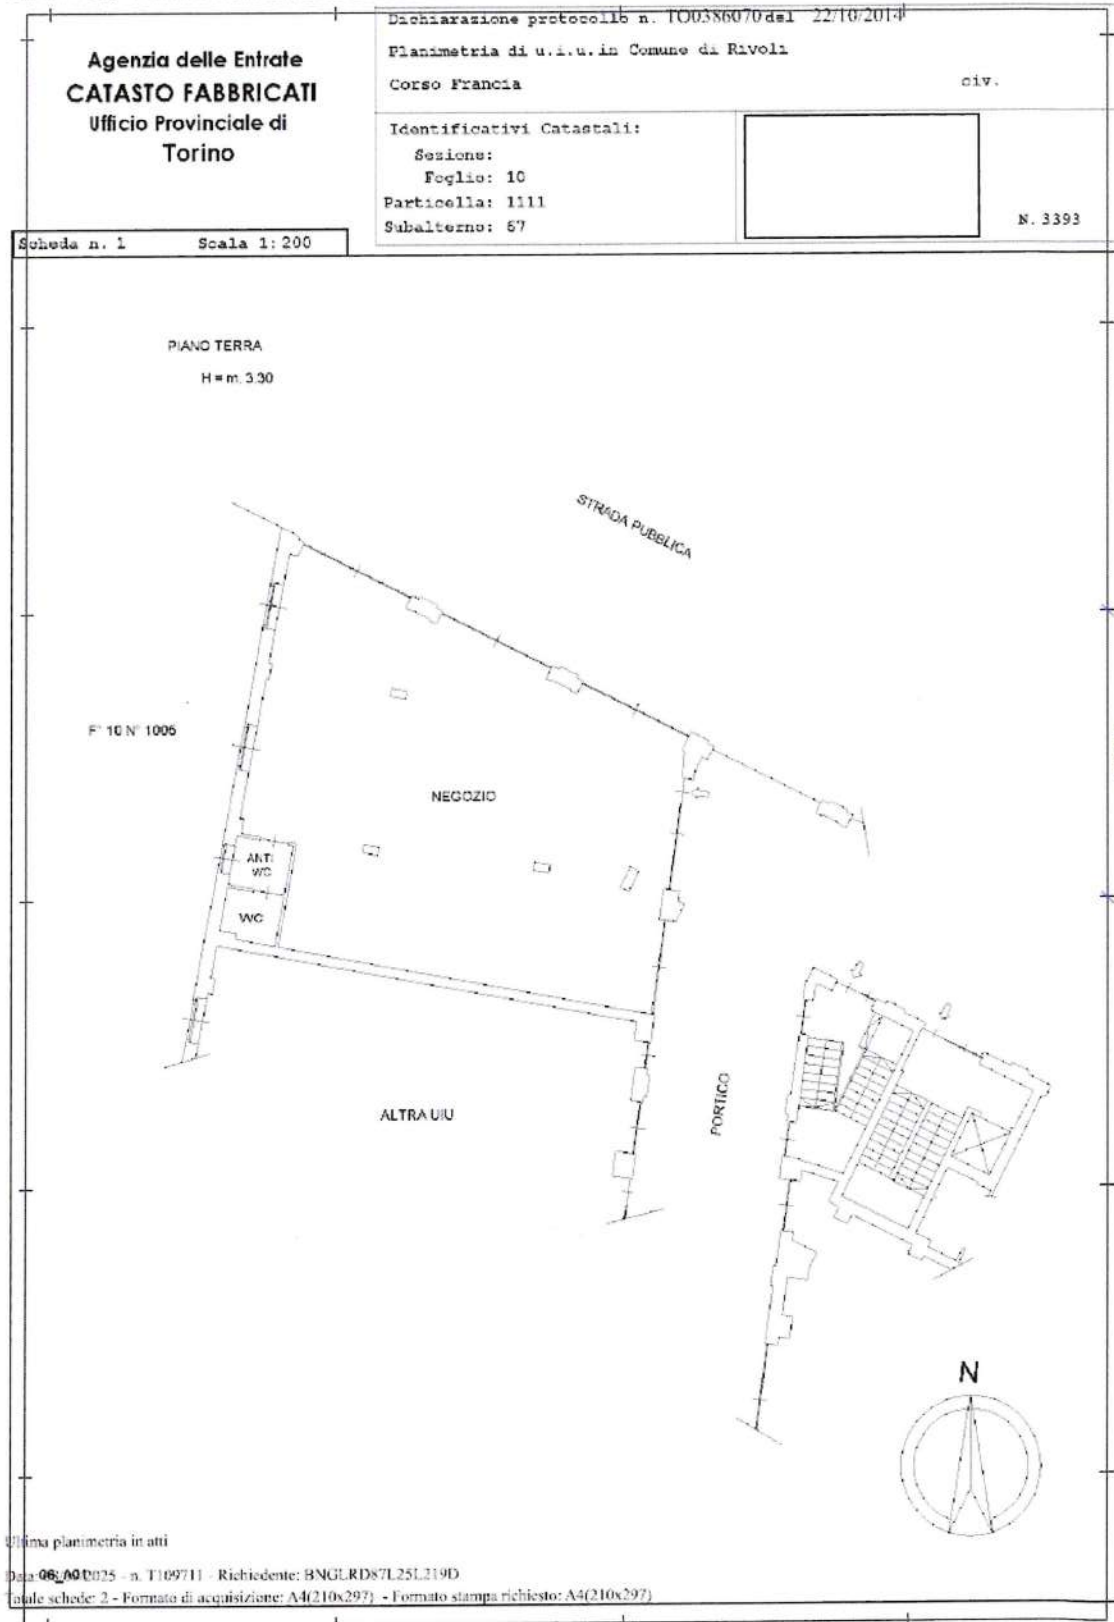 Dichiarazione protocollo n. TO0386070 del 22/10/2014
Agenzia delle Entrate
CATASTO FABBRICATI
Ufficio Provinciale di
Torino
Planimetria di u.i.u. in Comune di Rivoli
Corso Francia civ.
Identificativi Catastali:
Sezione:
Foglio: 10
Particella: 1111
Subalterno: 67
N. 3393
Scheda n. 1 Scala 1:200
PIANO TERRA
H = m. 3.30
STRADA PUBBLICA
F° 10 N° 1005
NEGOZIO
ANTI
WC
WC
ALTRA UIU
PORTICO
N
Ultima planimetria in atti
2025 - n. T109711 - Richiedente: BNGLRD87L25L219D
Totale schede: 2 - Formato di acquisizione: A4(210x297) - Formato stampa richiesto: A4(210x297)